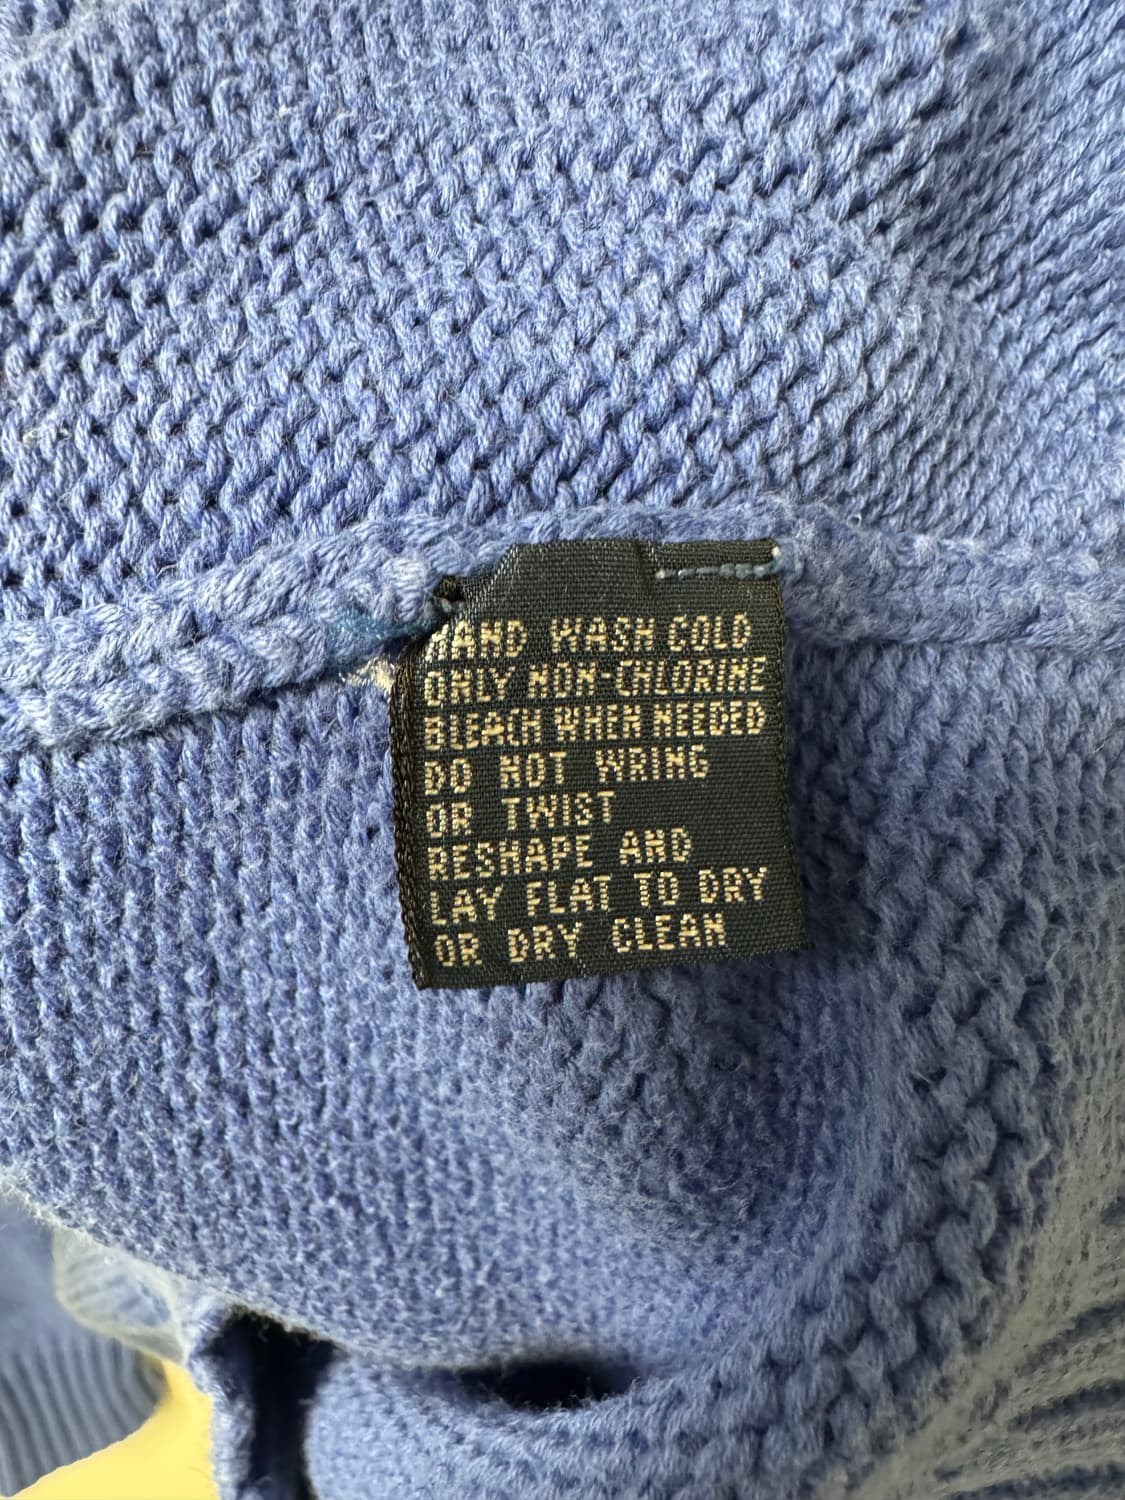 HAND WASH COLD
ONLY NON-CHLORINE
BLEACH WHEN NEEDED
DO NOT WRING
OR TWIST
RESHAPE AND
LAY FLAT TO DRY
OR DRY CLEAN